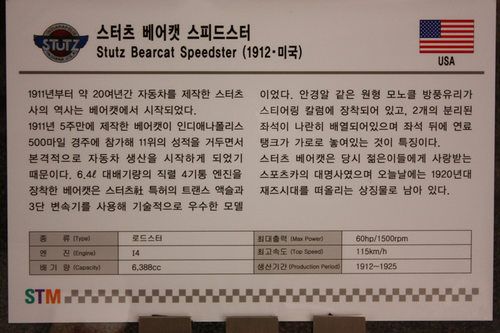 STUTZ
스터츠 베어캣 스피드스터
Stutz Bearcat Speedster (1912·미국)
USA
1911년부터 약 20여년간 자동차를 제작한 스터츠
사의 역사는 베어캣에서 시작되었다.
1911년 5주만에 제작한 베어캣이 인디애나폴리스
500마일 경주에 참가해 11위의 성적을 거두면서
본격적으로 자동차 생산을 시작하게 되었기
때문이다. 6.4ℓ 대배기량의 직렬 4기통 엔진을
장착한 베어캣은 스터츠社 특허의 트랜스 액슬과
3단 변속기를 사용해 기술적으로 우수한 모델
이었다. 안경알 같은 원형 모노클 방풍유리가
스티어링 칼럼에 장착되어 있고, 2개의 분리된
좌석이 나란히 배열되어있으며 좌석 뒤에 연료
탱크가 가로로 놓여있는 것이 특징이다.
스터츠 베어캣은 당시 젊은이들에게 사랑받는
스포츠카의 대명사였으며 오늘날에는 1920년대
재즈시대를 떠올리는 상징물로 남아 있다.
종 류 (Type) 로드스터 최대출력 (Max Power) 60hp/1500rpm
엔 진 (Engine) I4 최고속도 (Top Speed) 115km/h
배 기 량 (Capacity) 6,388cc 생산기간 (Production Period) 1912~1925
STM